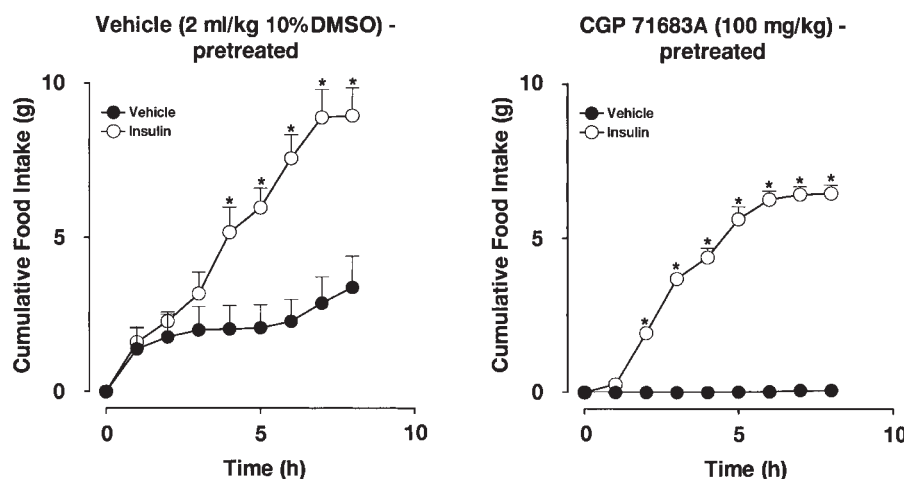 Vehicle (2 ml/kg 10%DMSO) -
pretreated
10
5
0
Cumulative Food Intake (g)
Vehicle
Insulin
* * * * *
0 5 10
Time (h)
CGP 71683A (100 mg/kg) -
pretreated
10
5
0
Cumulative Food Intake (g)
Vehicle
Insulin
* * * * * * *
0 5 10
Time (h)